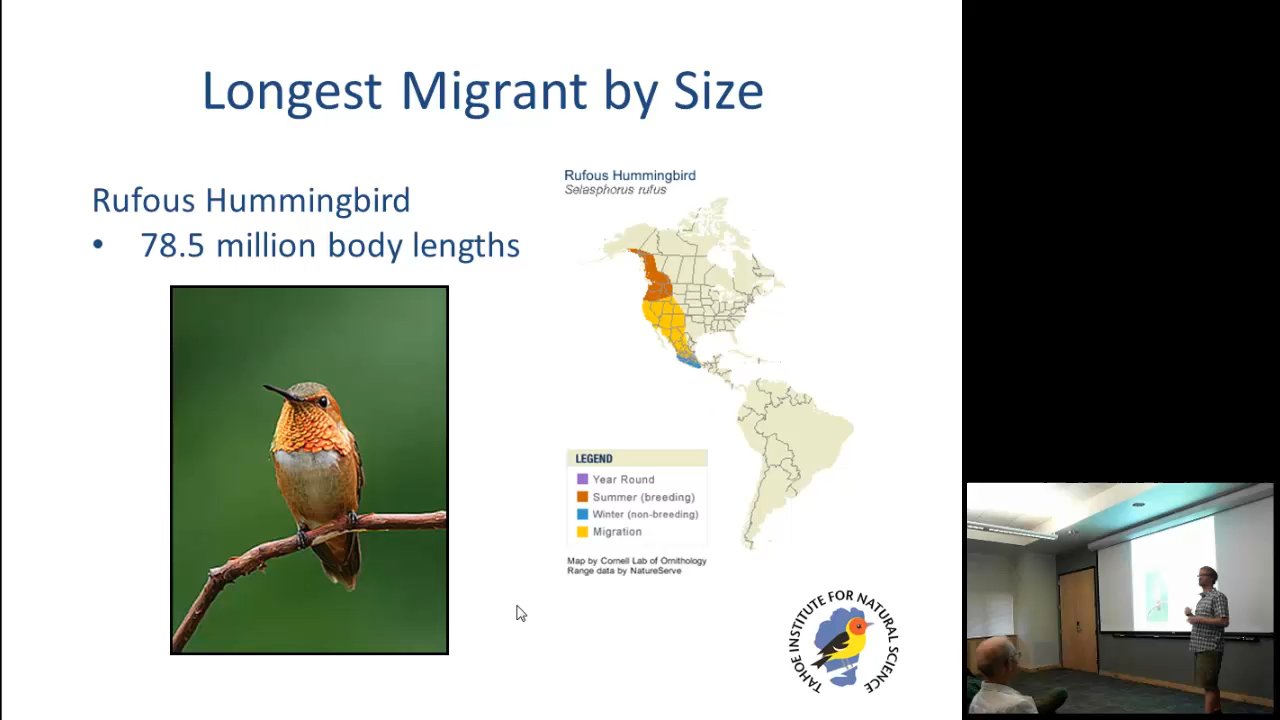 Longest Migrant by Size
Rufous Hummingbird
• 78.5 million body lengths
Rufous Hummingbird
Selasphorus rufus
LEGEND
Year Round
Summer (breeding)
Winter (non-breeding)
Migration
Map by Cornell Lab of Ornithology
Range data by NatureServe
TAHOE INSTITUTE FOR NATURAL SCIENCE